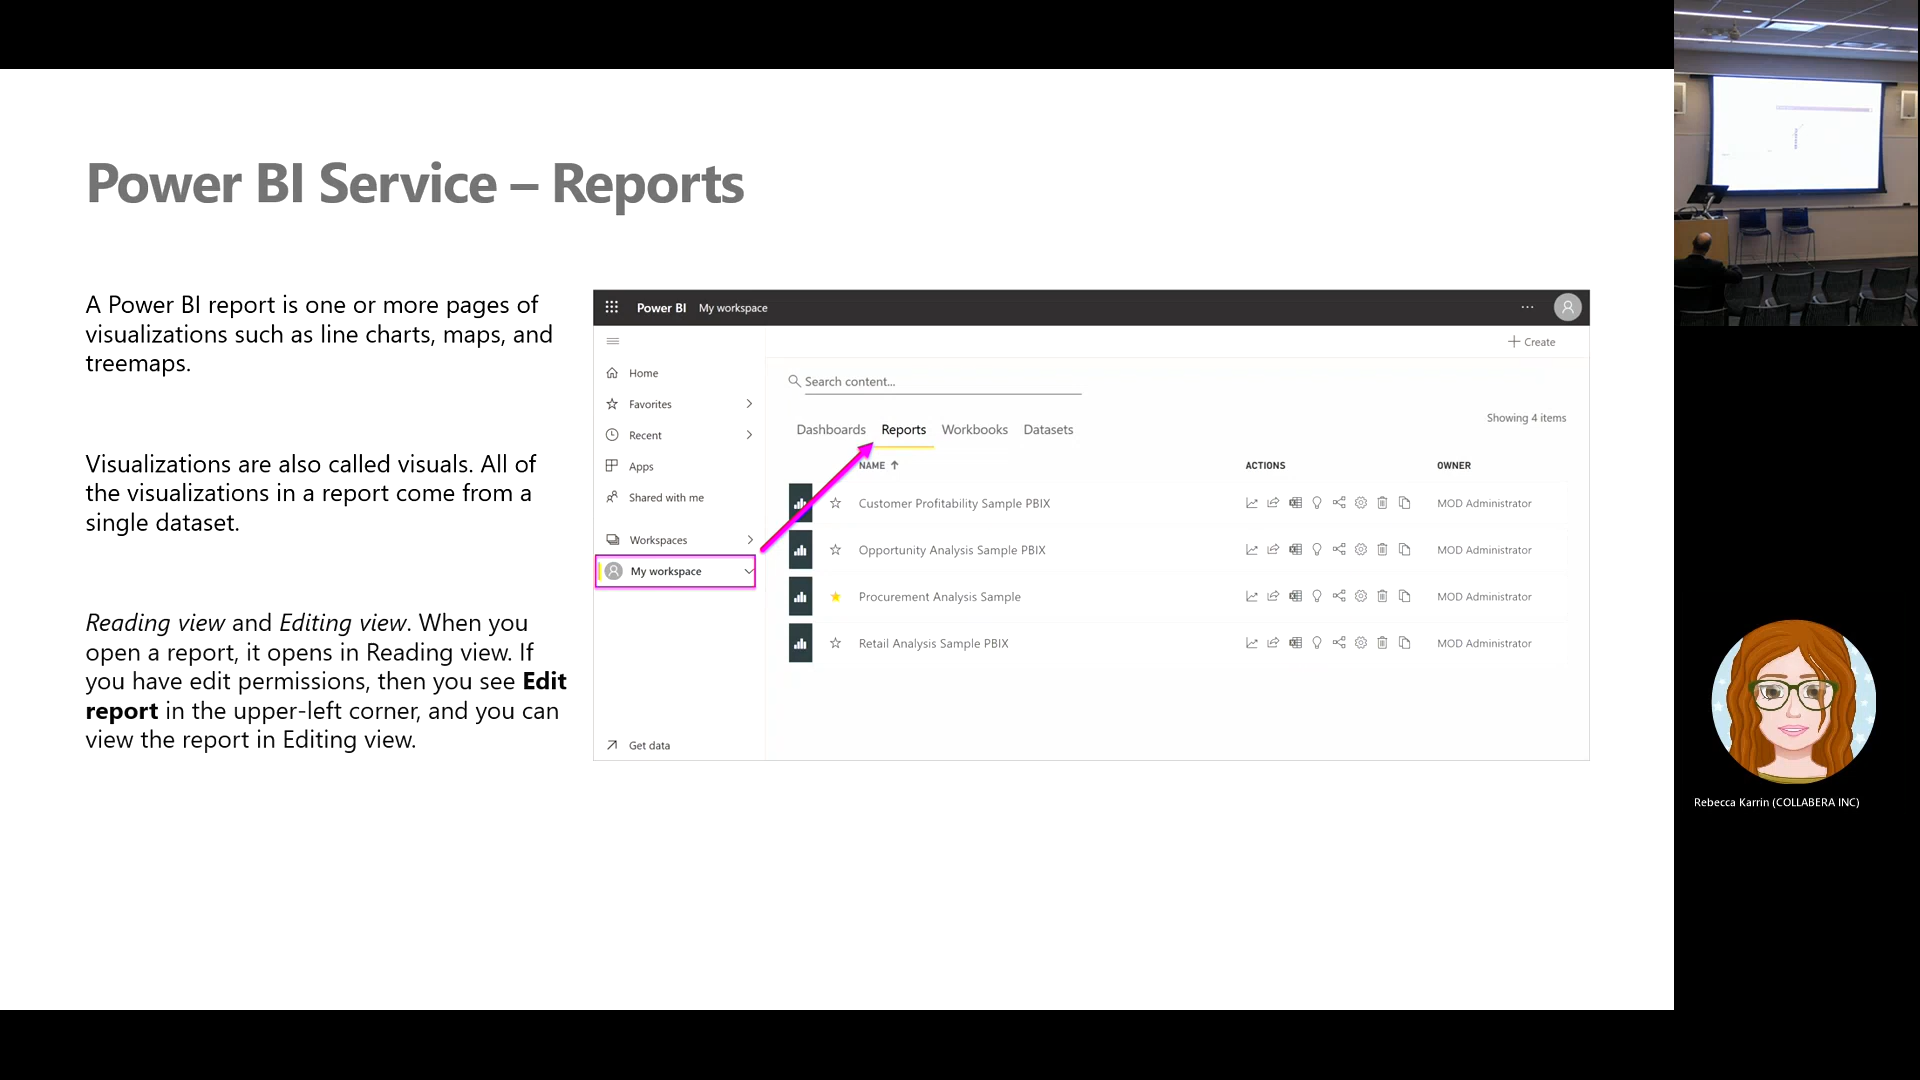 Power BI Service – Reports
A Power BI report is one or more pages of
visualizations such as line charts, maps, and
treemaps.
Visualizations are also called visuals. All of
the visualizations in a report come from a
single dataset.
Reading view and Editing view. When you
open a report, it opens in Reading view. If
you have edit permissions, then you see Edit
report in the upper-left corner, and you can
view the report in Editing view.
Power BI My workspace
Create
Home
Favorites
Recent
Apps
Shared with me
Workspaces
My workspace
Get data
Search content...
Showing 4 items
Dashboards Reports Workbooks Datasets
NAME ACTIONS OWNER
Customer Profitability Sample PBIX MOD Administrator
Opportunity Analysis Sample PBIX MOD Administrator
Procurement Analysis Sample MOD Administrator
Retail Analysis Sample PBIX MOD Administrator
Rebecca Karrin (COLLABERA INC)